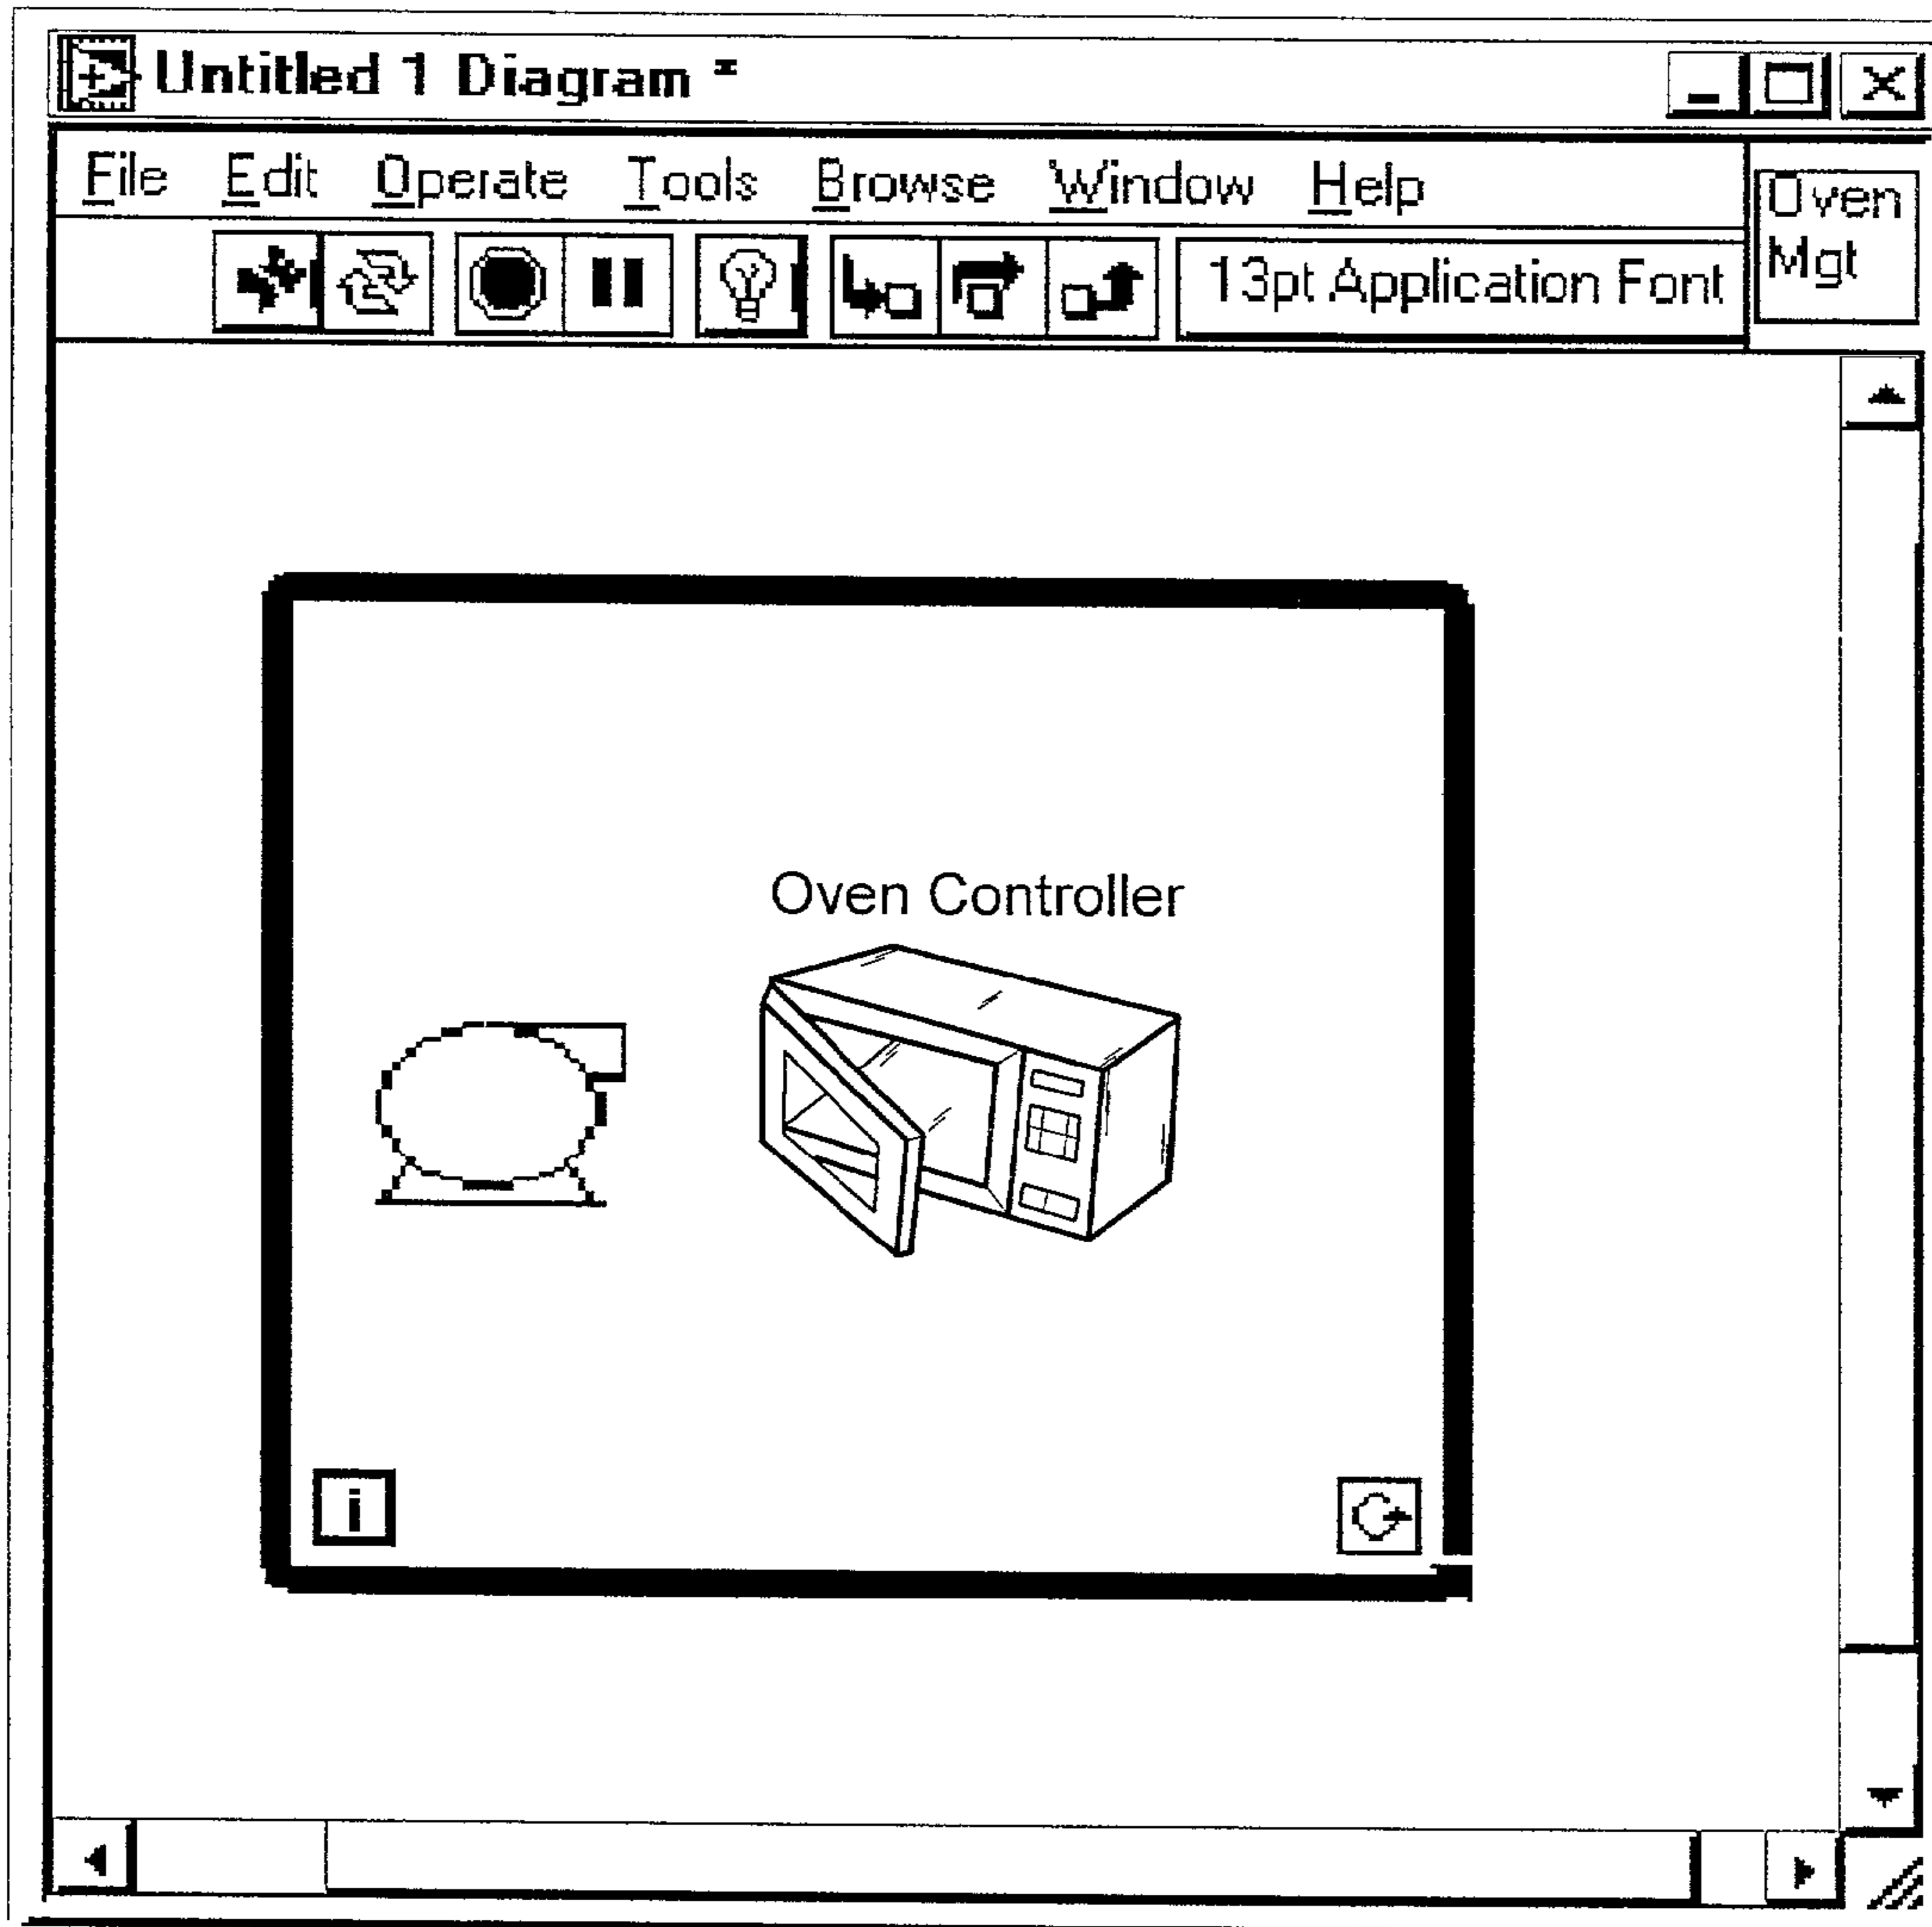 Untitled 1 Diagram *
File Edit Operate Tools Browse Window Help
Oven
Mgt
13pt Application Font
Oven Controller
i